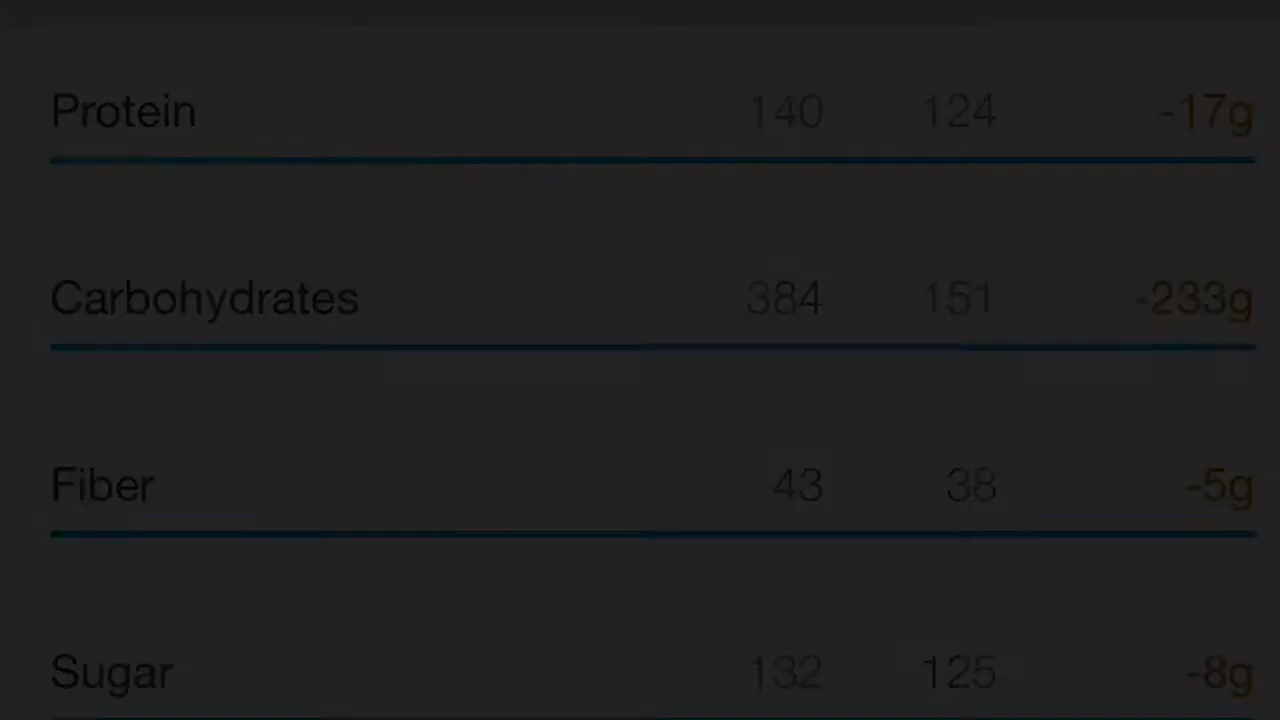 Protein 140 124 -17g
Carbohydrates 384 151 -233g
Fiber 43 38 -5g
Sugar 132 125 -8g